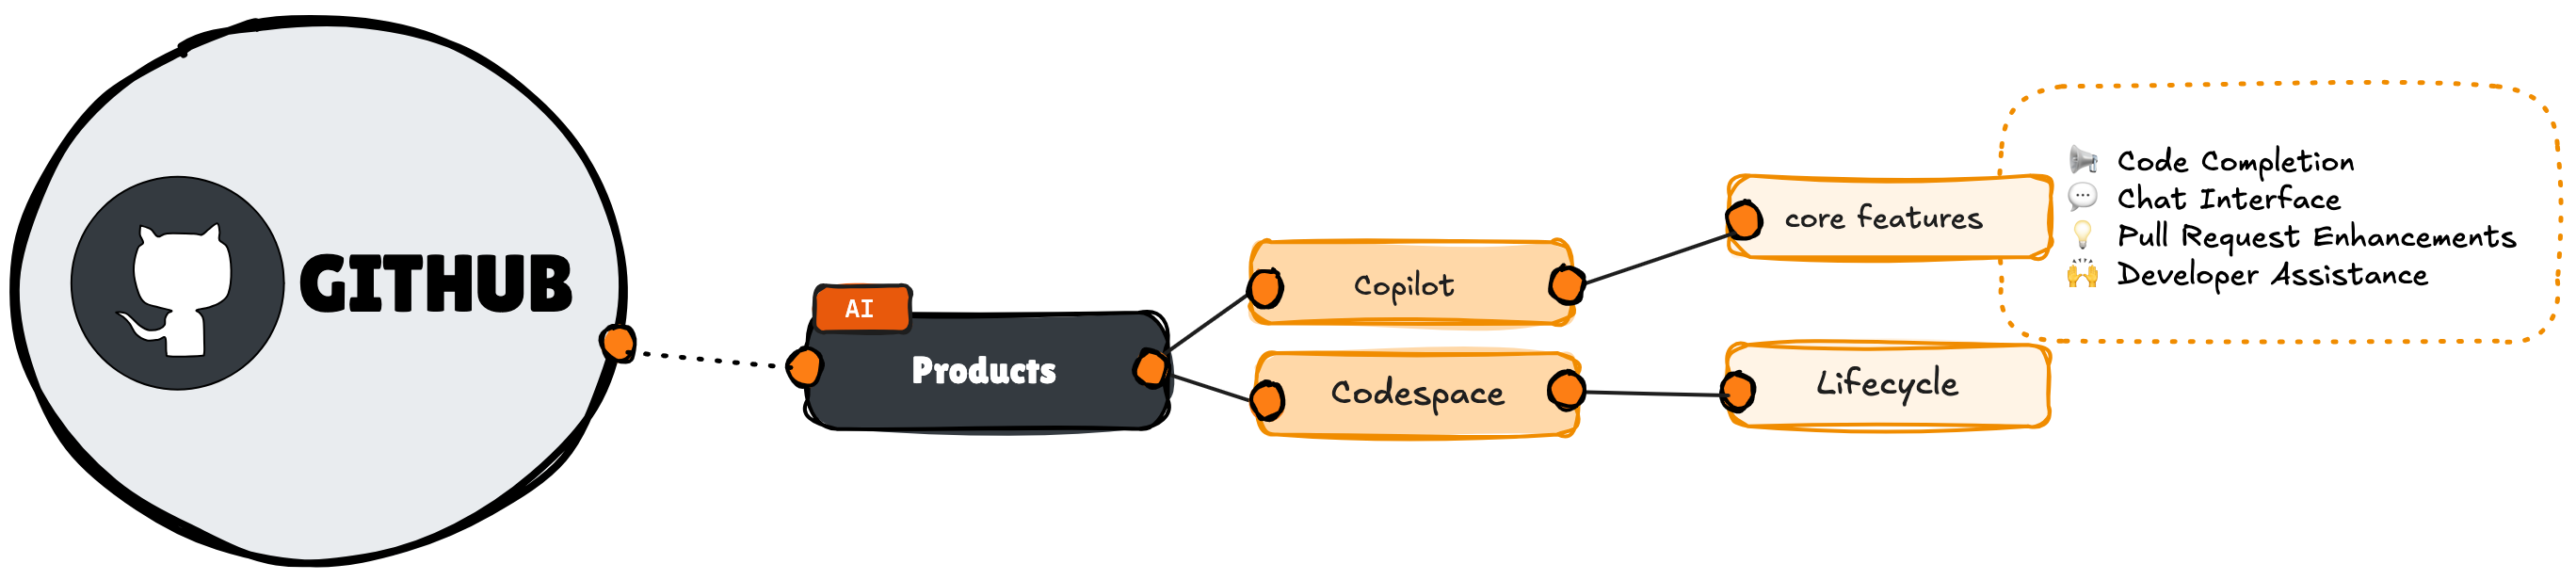 GITHUB
AI
Products
Copilot
Codespace
core features
Lifecycle
Code Completion
Chat Interface
Pull Request Enhancements
Developer Assistance